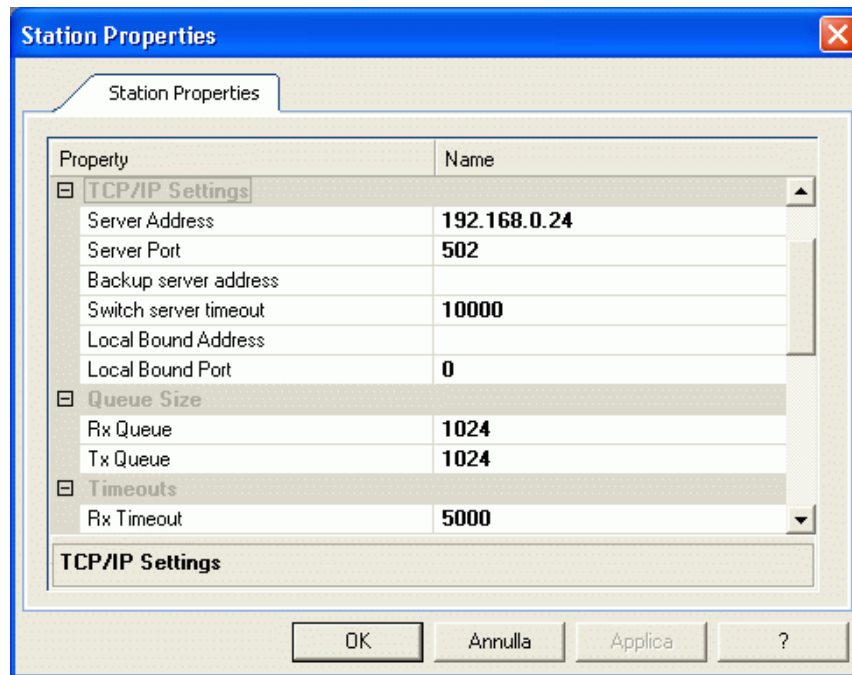 Station Properties
Station Properties
Property Name
TCP/IP Settings
Server Address 192.168.0.24
Server Port 502
Backup server address
Switch server timeout 10000
Local Bound Address
Local Bound Port 0
Queue Size
Rx Queue 1024
Tx Queue 1024
Timeouts
Rx Timeout 5000
TCP/IP Settings
OK Annulla Applica ?